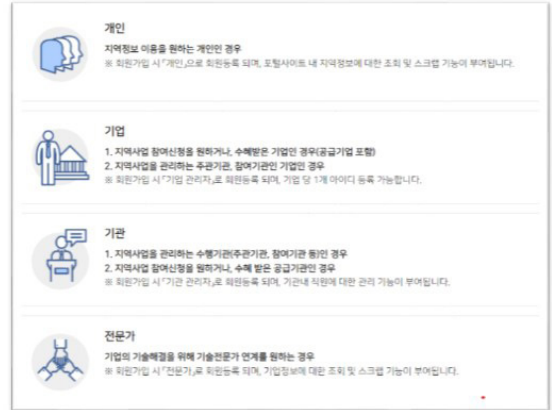 개인
지역정보 이용을 원하는 개인인 경우
※ 회원가입 시「개인」으로 회원등록 되며, 포털사이트 내 지역정보에 대한 조회 및 스크랩 기능이 부여됩니다.
기업
1. 지역사업 참여신청을 원하거나, 수혜받은 기업인 경우(공급기업 포함)
2. 지역사업을 관리하는 주관기관, 참여기관인 기업인 경우
※ 회원가입 시「기업 관리자」로 회원등록 되며, 기업 당 1개 아이디 등록 가능합니다.
기관
1. 지역사업을 관리하는 수행기관(주관기관, 참여기관 등)인 경우
2. 지역사업 참여신청을 원하거나, 수혜 받은 공급기관인 경우
※ 회원가입 시「기관 관리자」로 회원등록 되며, 기관내 직원에 대한 관리 기능이 부여됩니다.
전문가
기업의 기술해결을 위해 기술전문가 연계를 원하는 경우
※ 회원가입 시「전문가」로 회원등록 되며, 기업정보에 대한 조회 및 스크랩 기능이 부여됩니다.